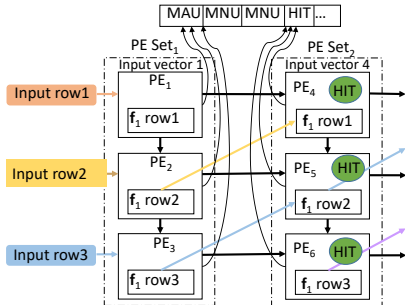 MAU MNU MNU HIT ...
PE Set₁ PE Set₂
Input vector 1 Input vector 4
Input row1 PE₁ PE₄ HIT
f₁ row1 f₁ row1
Input row2 PE₂ PE₅ HIT
f₁ row2 f₁ row2
Input row3 PE₃ PE₆ HIT
f₁ row3 f₁ row3